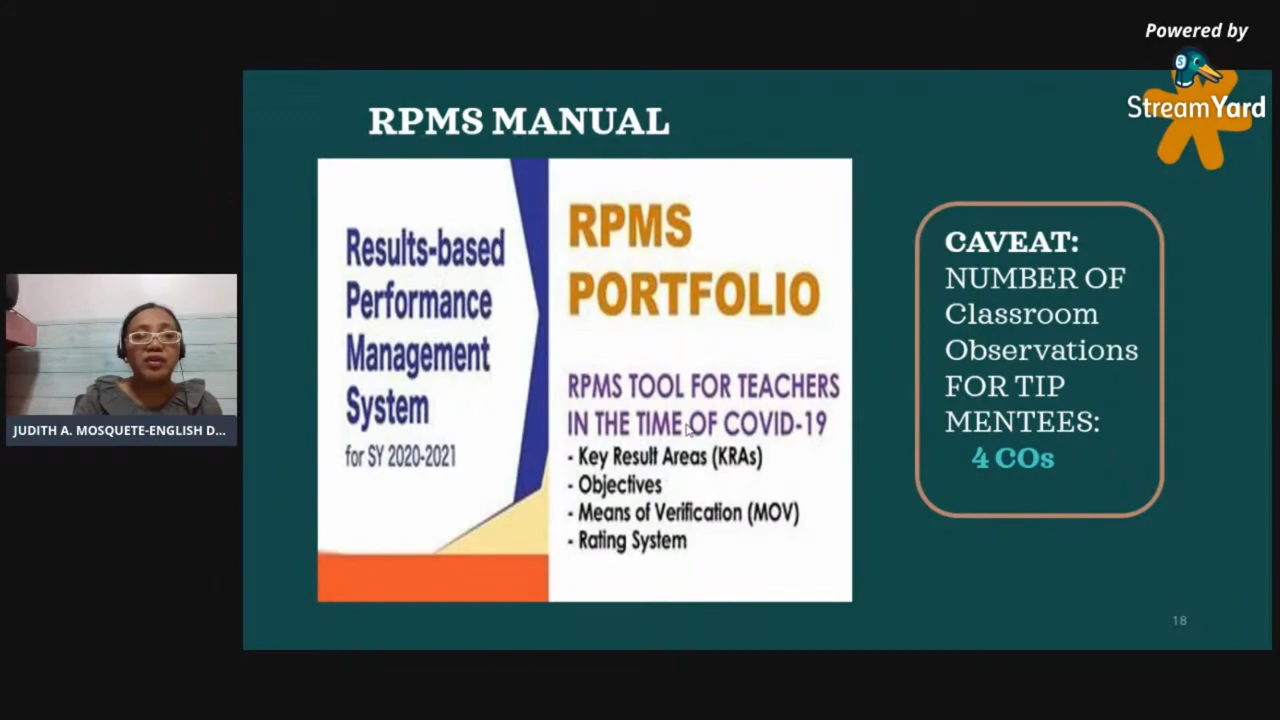 Powered by
StreamYard
RPMS MANUAL
Results-based
Performance
Management
System
for SY 2020-2021
RPMS
PORTFOLIO
RPMS TOOL FOR TEACHERS
IN THE TIME OF COVID-19
- Key Result Areas (KRAs)
- Objectives
- Means of Verification (MOV)
- Rating System
CAVEAT:
NUMBER OF
Classroom
Observations
FOR TIP
MENTEES:
4 COs
JUDITH A. MOSQUETE-ENGLISH D...
18